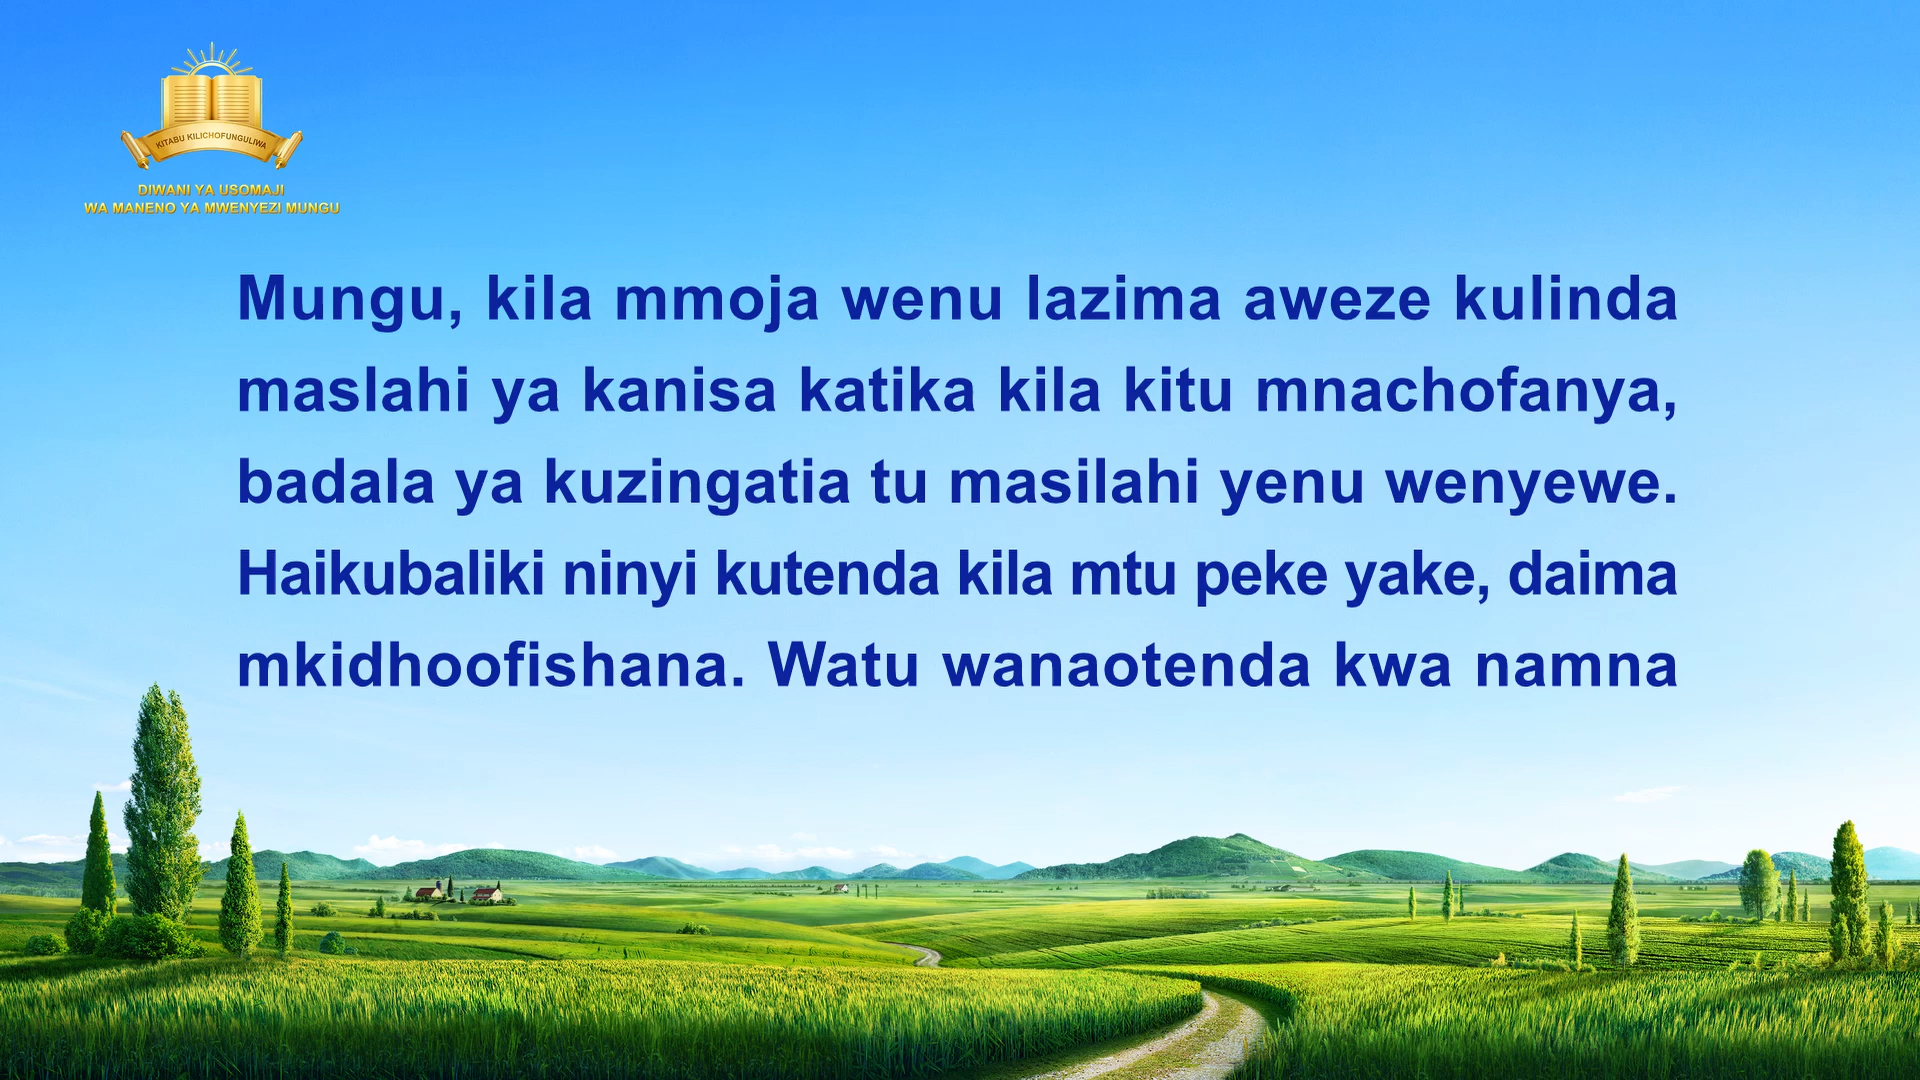 KITABU KILICHOFUNGULIWA
DIWANI YA USOMAJI
WA MANENO YA MWENYEZI MUNGU
Mungu, kila mmoja wenu lazima aweze kulinda
maslahi ya kanisa katika kila kitu mnachofanya,
badala ya kuzingatia tu masilahi yenu wenyewe.
Haikubaliki ninyi kutenda kila mtu peke yake, daima
mkidhoofishana. Watu wanaotenda kwa namna